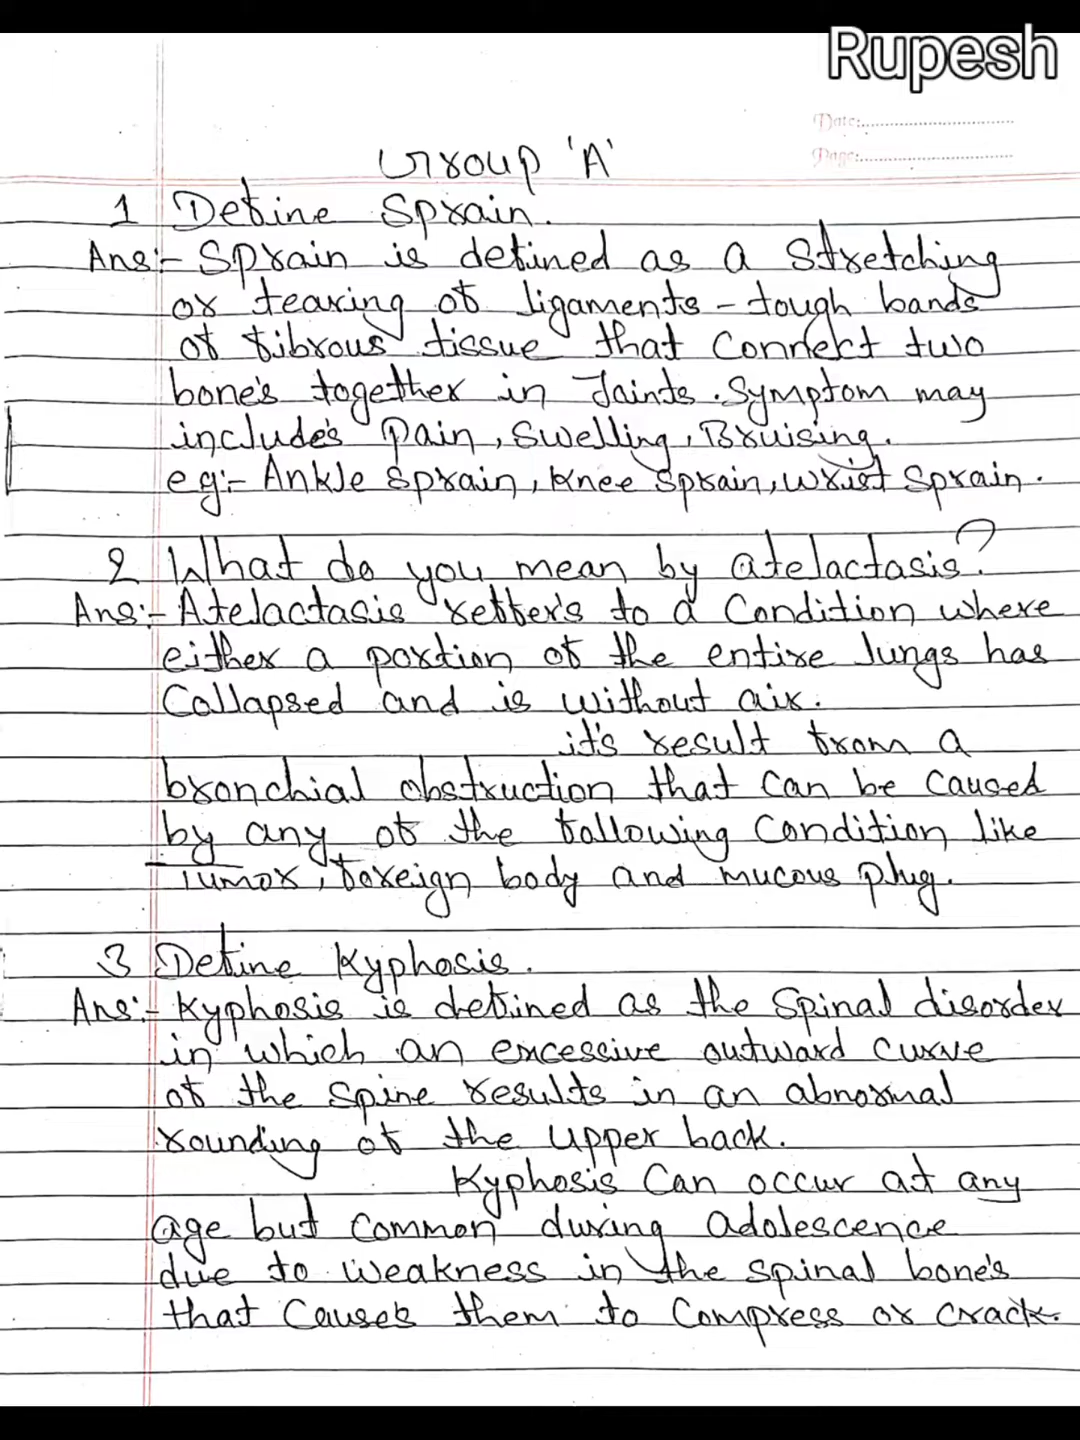 Rupesh
Date:
Page:
Group 'A'
1 Define Sprain.
Ans:- Sprain is defined as a stretching
or tearing of ligaments - tough bands
of fibrous tissue that connect two
bone's together in Joints. Symptom may
include's Pain, Swelling, Bruising.
eg:- Ankle Sprain, Knee Sprain, wrist Sprain.
2 What do you mean by atelactasis?
Ans:- Atelactasis reffer's to a Condition where
either a portion of the entire lungs has
Collapsed and is without air.
it's result from a
bronchial obstruction that can be caused
by any of the following Condition like
Tumor, foreign body and mucous plug.
3 Define Kyphosis.
Ans:- Kyphosis is defined as the Spinal disorder
in which an excessive outward curve
of the spine results in an abnormal
rounding of the upper back.
Kyphosis Can occur at any
age but common during adolescence
due to weakness in the spinal bone's
that causes them to compress or crack.